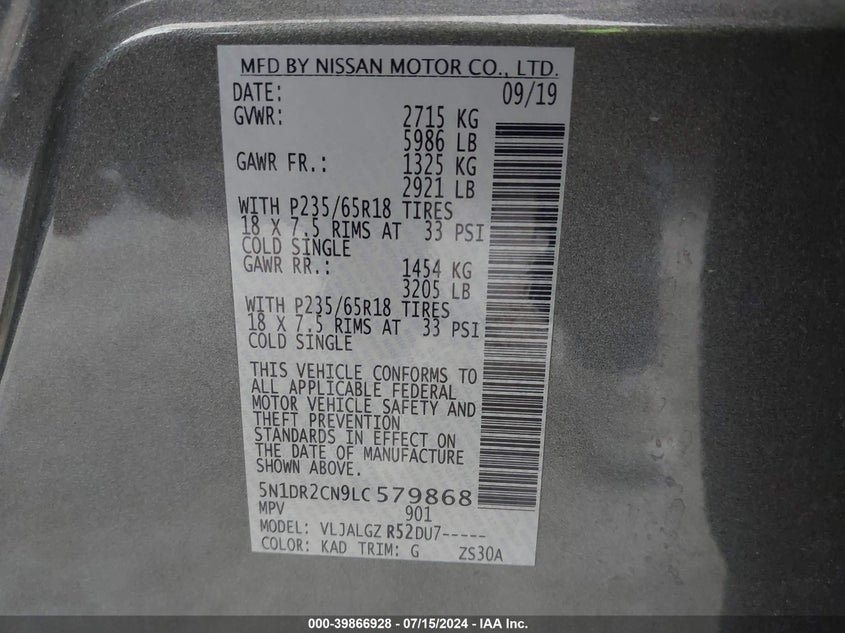 MFD BY NISSAN MOTOR CO., LTD.
DATE: 09/19
GVWR: 2715 KG
5986 LB
GAWR FR.: 1325 KG
2921 LB
WITH P235/65R18 TIRES
18 X 7.5 RIMS AT 33 PSI
COLD SINGLE
GAWR RR.: 1454 KG
3205 LB
WITH P235/65R18 TIRES
18 X 7.5 RIMS AT 33 PSI
COLD SINGLE
THIS VEHICLE CONFORMS TO
ALL APPLICABLE FEDERAL
MOTOR VEHICLE SAFETY AND
THEFT PREVENTION
STANDARDS IN EFFECT ON
THE DATE OF MANUFACTURE
SHOWN ABOVE.
5N1DR2CN9LC579868
MPV 901
MODEL: VLJALGZ R52DU7-----
COLOR: KAD TRIM: G ZS30A
000-39866928 / 07/15/2024 - IAA Inc.